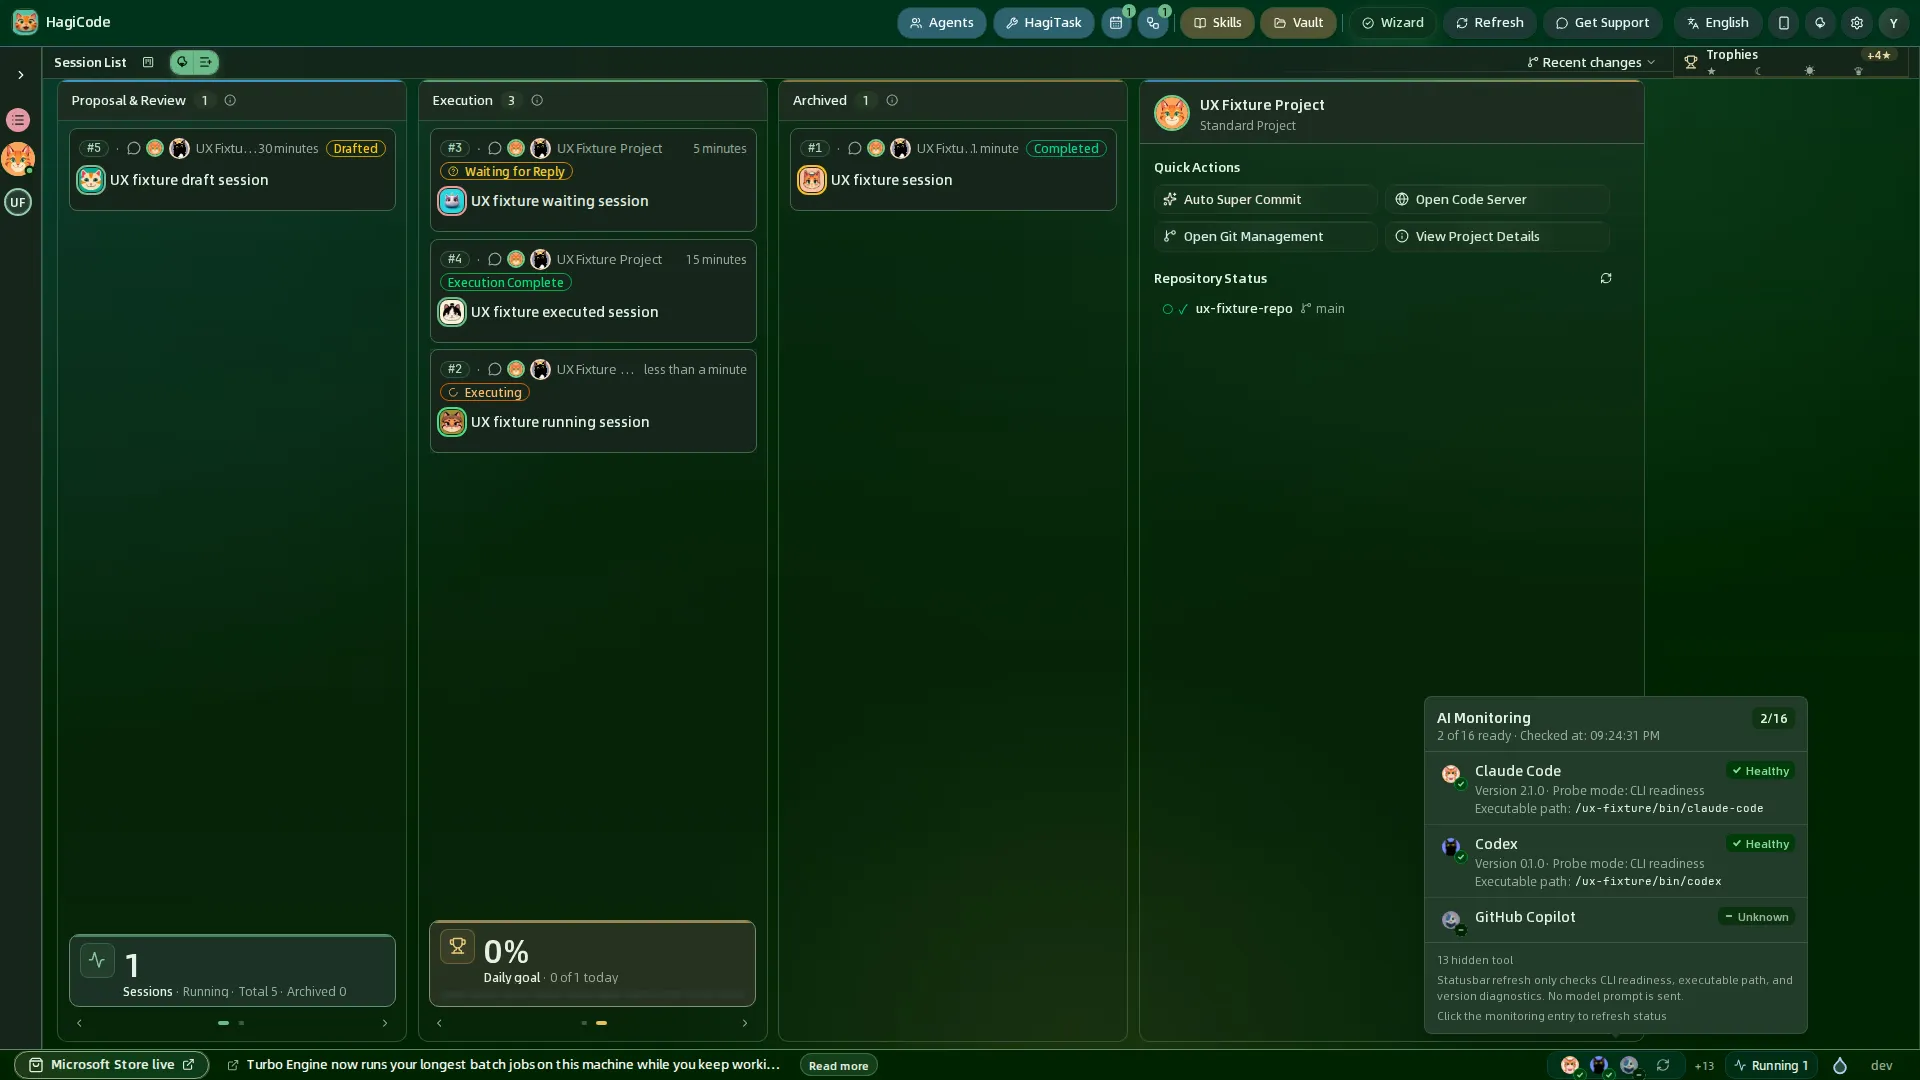 HagiCode
Agents
HagiTask
1
1
Skills
Vault
Wizard
Refresh
Get Support
English
Y
Session List
Recent changes
Trophies
+4★
UF
Proposal & Review 1
#5 · UX Fixtu... 30 minutes Drafted
UX fixture draft session
1
Sessions · Running · Total 5 · Archived 0
Execution 3
#3 · UX Fixture Project 5 minutes
Waiting for Reply
UX fixture waiting session
#4 · UX Fixture Project 15 minutes
Execution Complete
UX fixture executed session
#2 · UX Fixture ... less than a minute
Executing
UX fixture running session
0%
Daily goal · 0 of 1 today
Archived 1
#1 · UX Fixtu... 1 minute Completed
UX fixture session
UX Fixture Project
Standard Project
Quick Actions
Auto Super Commit
Open Code Server
Open Git Management
View Project Details
Repository Status
ux-fixture-repo main
AI Monitoring 2/16
2 of 16 ready · Checked at: 09:24:31 PM
Claude Code Healthy
Version 2.1.0 · Probe mode: CLI readiness
Executable path: /ux-fixture/bin/claude-code
Codex Healthy
Version 0.1.0 · Probe mode: CLI readiness
Executable path: /ux-fixture/bin/codex
GitHub Copilot Unknown
13 hidden tool
Statusbar refresh only checks CLI readiness, executable path, and
version diagnostics. No model prompt is sent.
Click the monitoring entry to refresh status
Microsoft Store live
Turbo Engine now runs your longest batch jobs on this machine while you keep worki...
Read more
+13
Running 1
dev